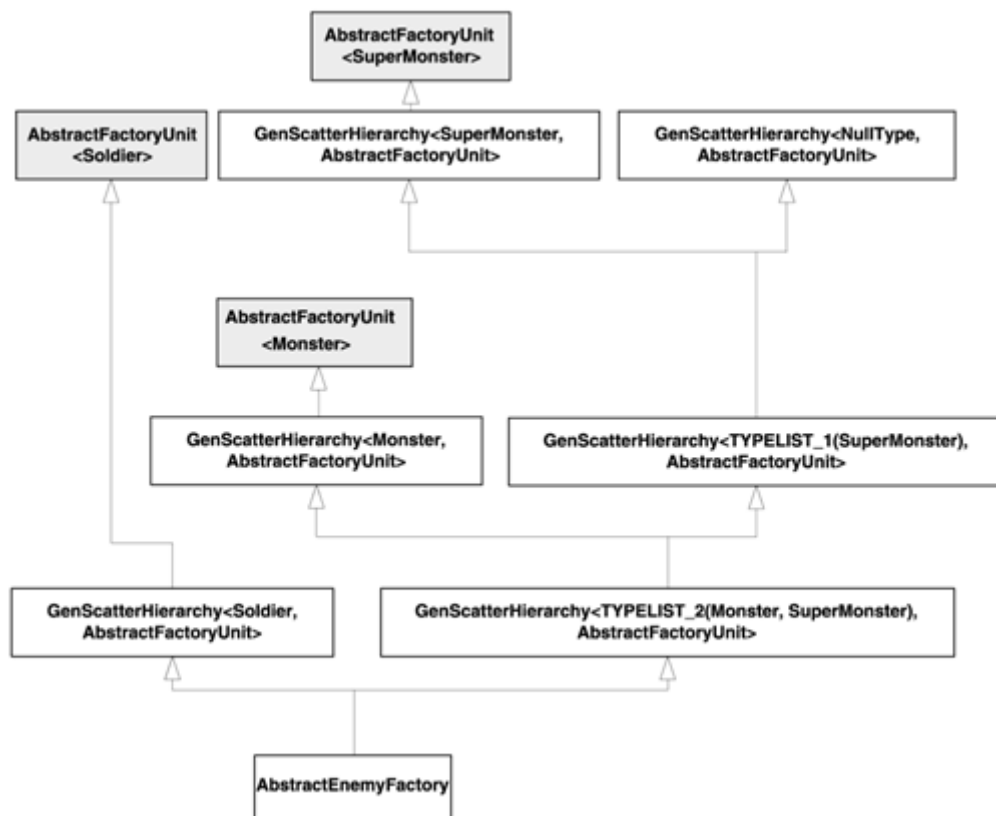 AbstractFactoryUnit
<SuperMonster>
AbstractFactoryUnit
<Soldier>
GenScatterHierarchy<SuperMonster,
AbstractFactoryUnit>
GenScatterHierarchy<NullType,
AbstractFactoryUnit>
AbstractFactoryUnit
<Monster>
GenScatterHierarchy<Monster,
AbstractFactoryUnit>
GenScatterHierarchy<TYPELIST_1(SuperMonster),
AbstractFactoryUnit>
GenScatterHierarchy<Soldier,
AbstractFactoryUnit>
GenScatterHierarchy<TYPELIST_2(Monster, SuperMonster),
AbstractFactoryUnit>
AbstractEnemyFactory